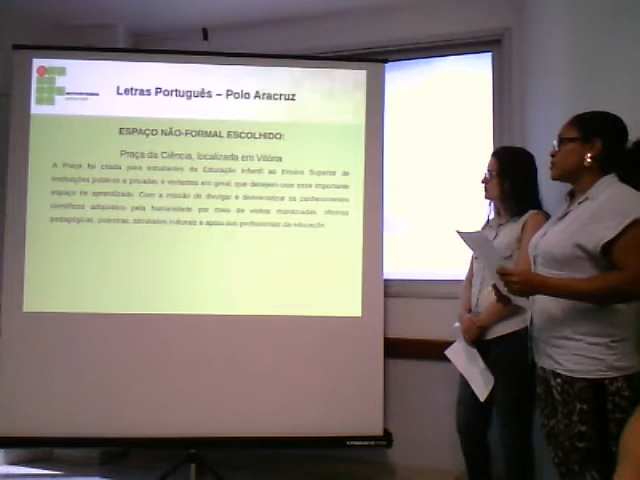 Letras Português – Polo Aracruz
ESPAÇO NÃO-FORMAL ESCOLHIDO:
Praça da Ciência, localizada em Vitória
A Praça foi criada para estudantes da Educação Infantil ao Ensino Superior de
instituições públicas e privadas e visitantes em geral, que desejem usar esse importante
espaço de aprendizado. Com a missão de divulgar e democratizar os conhecimentos
científicos adquiridos pela humanidade por meio de visitas monitoradas, oficinas
pedagógicas, palestras, atividades culturais e apoio aos profissionais da educação.